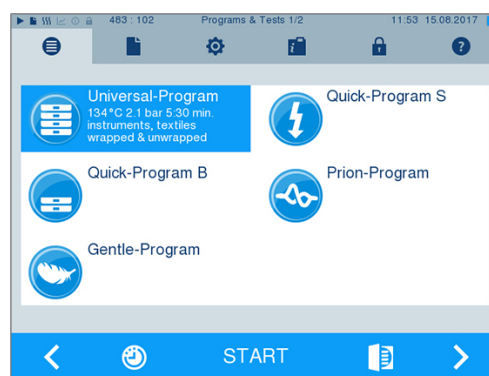 483 : 102 Programs & Tests 1/2 11:53 15.08.2017
i ?
Universal-Program
134°C 2.1 bar 5:30 min.
instruments, textiles
wrapped & unwrapped
Quick-Program S
Quick-Program B
Prion-Program
Gentle-Program
START